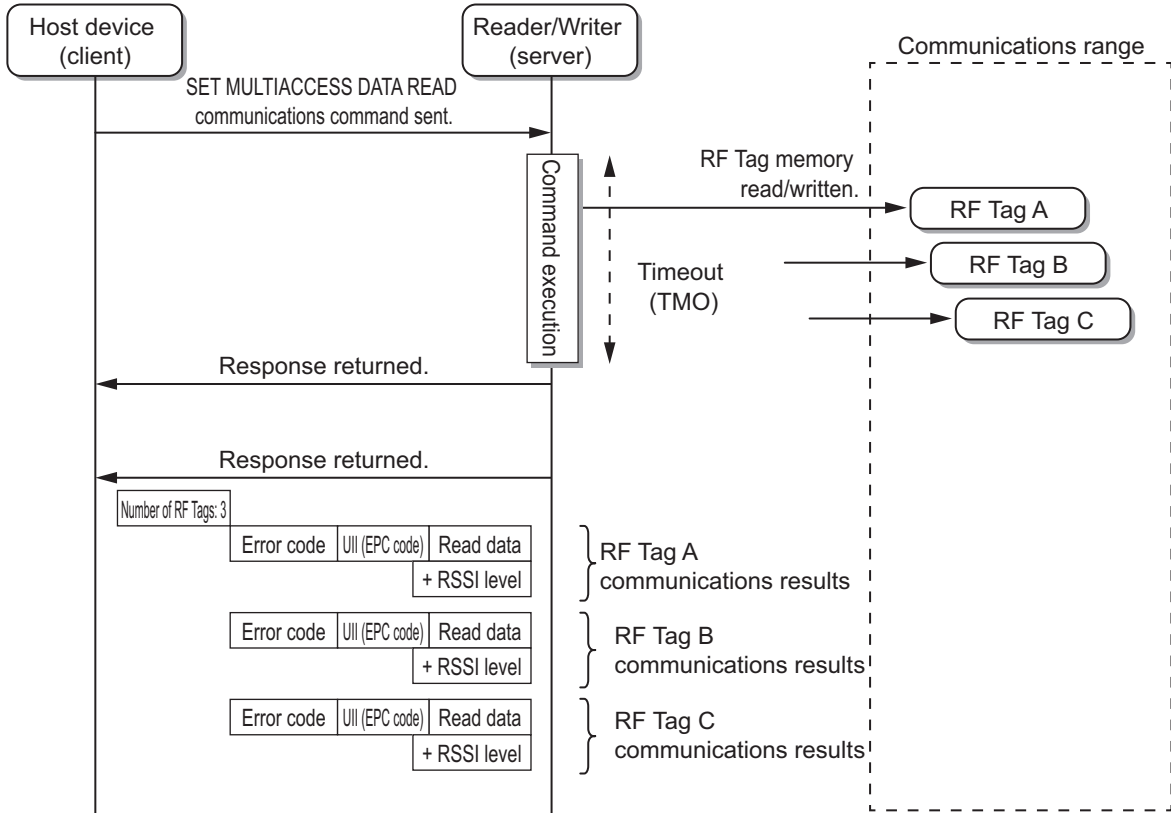 Host device
(client)
Reader/Writer
(server)
Communications range
SET MULTIACCESS DATA READ
communications command sent.
Command execution
RF Tag memory
read/written.
RF Tag A
Timeout
(TMO)
RF Tag B
RF Tag C
Response returned.
Response returned.
Number of RF Tags: 3
Error code UII (EPC code) Read data
+ RSSI level
RF Tag A
communications results
Error code UII (EPC code) Read data
+ RSSI level
RF Tag B
communications results
Error code UII (EPC code) Read data
+ RSSI level
RF Tag C
communications results